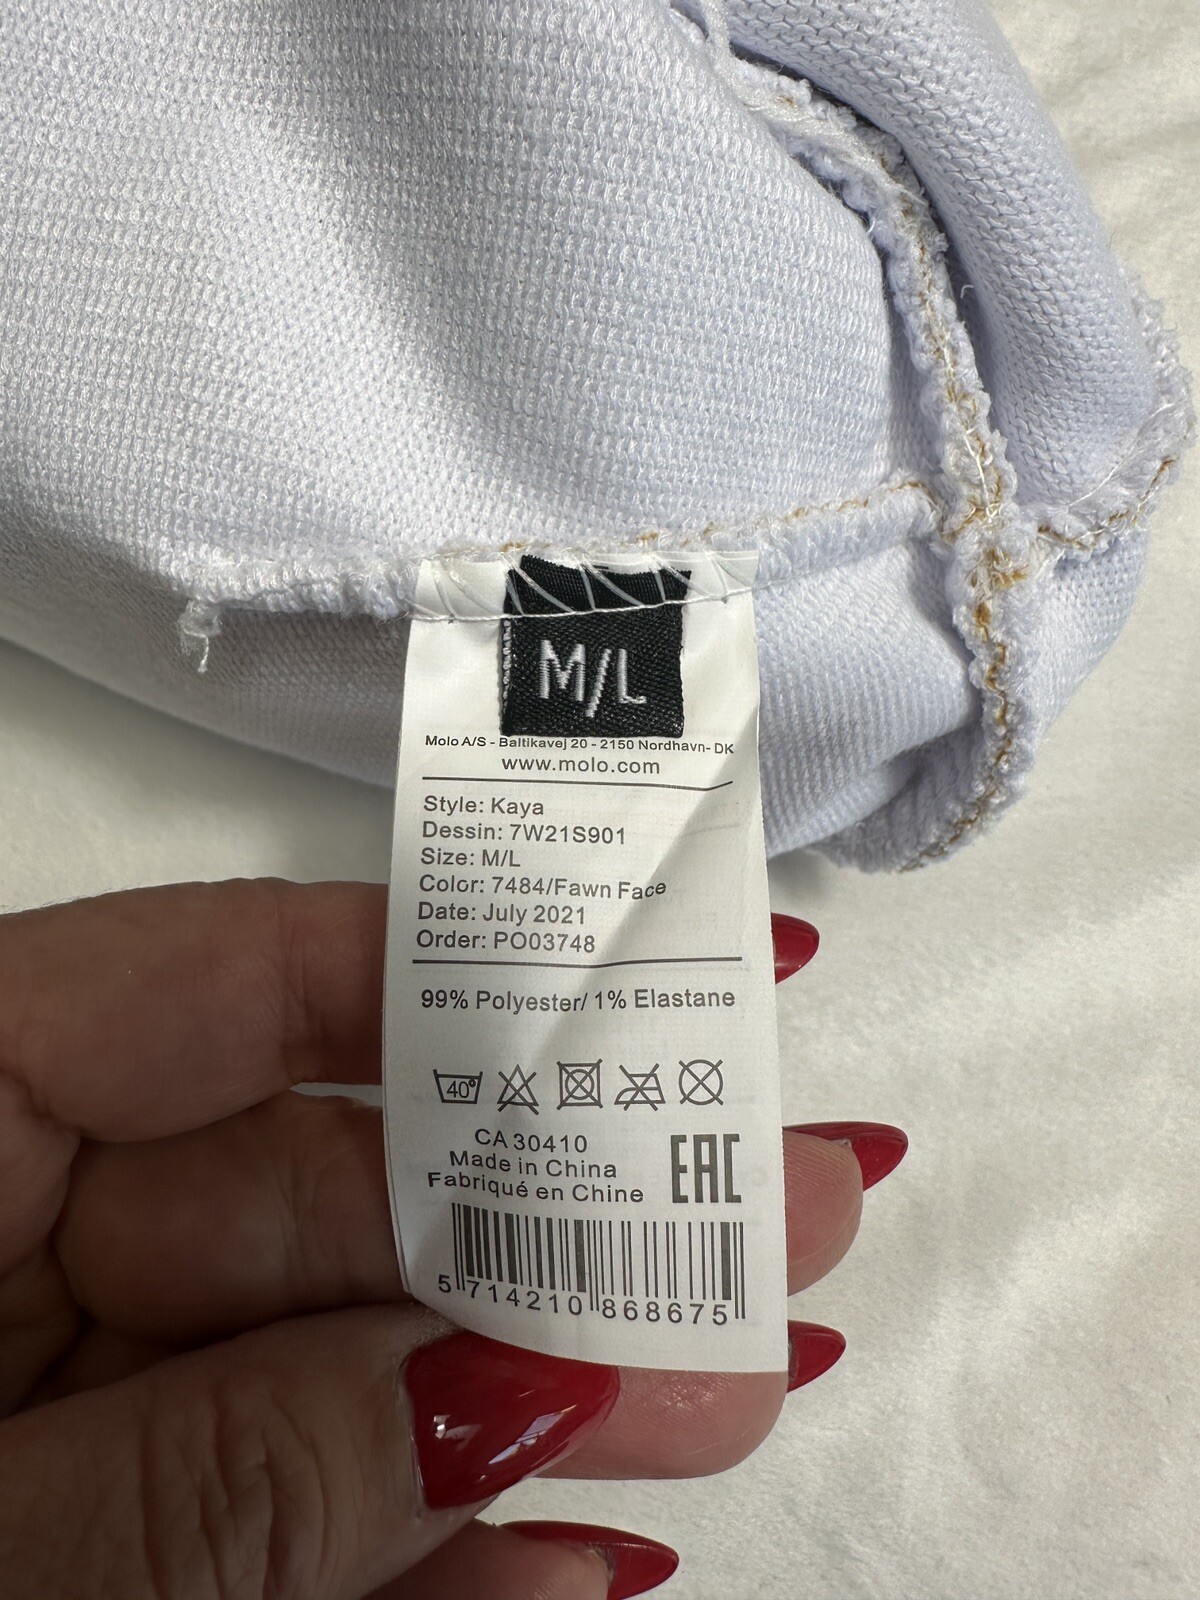 M/L
Molo A/S - Baltikavej 20 - 2150 Nordhavn- DK
www.molo.com
Style: Kaya
Dessin: 7W21S901
Size: M/L
Color: 7484/Fawn Face
Date: July 2021
Order: PO03748
99% Polyester/ 1% Elastane
40°
CA 30410
Made in China
Fabriqué en Chine
EAC
5 714210 868675